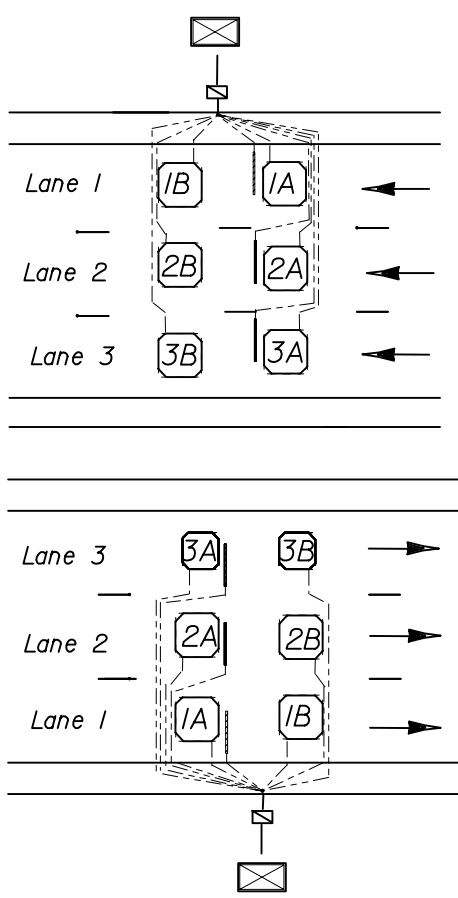 Lane 1 1B 1A
Lane 2 2B 2A
Lane 3 3B 3A
Lane 3 3A 3B
Lane 2 2A 2B
Lane 1 1A 1B